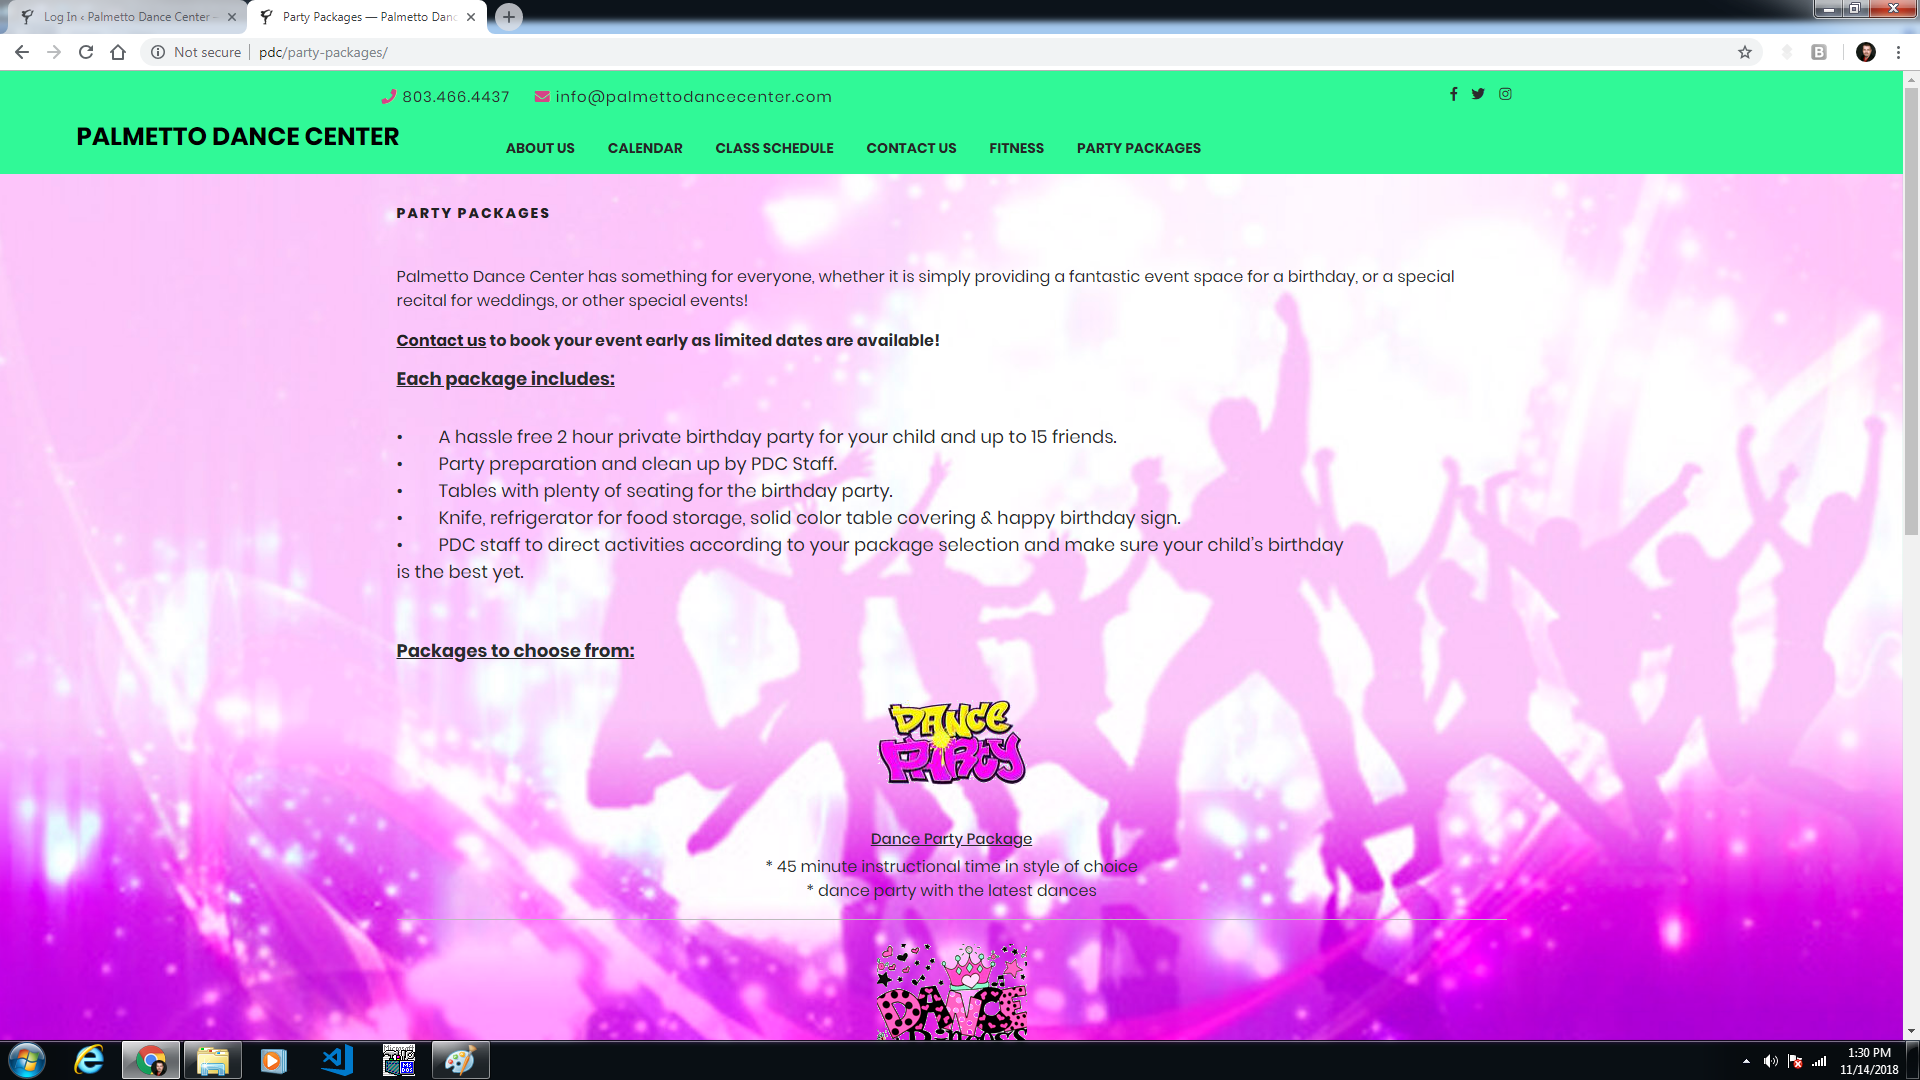 Log In ‹ Palmetto Dance Center -
Party Packages — Palmetto Danc
Not secure
pdc/party-packages/
803.466.4437 info@palmettodancecenter.com
PALMETTO DANCE CENTER
ABOUT US CALENDAR CLASS SCHEDULE CONTACT US FITNESS PARTY PACKAGES
PARTY PACKAGES
Palmetto Dance Center has something for everyone, whether it is simply providing a fantastic event space for a birthday, or a special
recital for weddings, or other special events!
Contact us to book your event early as limited dates are available!
Each package includes:
• A hassle free 2 hour private birthday party for your child and up to 15 friends.
• Party preparation and clean up by PDC Staff.
• Tables with plenty of seating for the birthday party.
• Knife, refrigerator for food storage, solid color table covering & happy birthday sign.
• PDC staff to direct activities according to your package selection and make sure your child's birthday
is the best yet.
Packages to choose from:
DANCE
PARTY
Dance Party Package
* 45 minute instructional time in style of choice
* dance party with the latest dances
DANCE
1:30 PM
11/14/2018